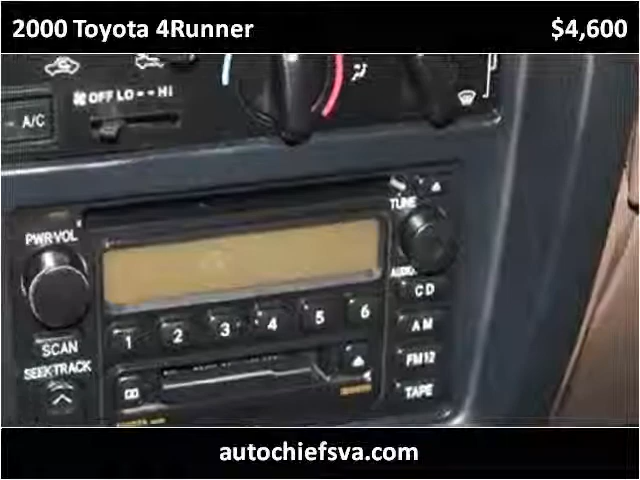 2000 Toyota 4Runner $4,600
OFF LO HI
A/C
TUNE
PWR·VOL
AUDIO
CD
1 2 3 4 5 6
AM
SCAN
FM12
SEEK/TRACK
TAPE
autochiefsva.com